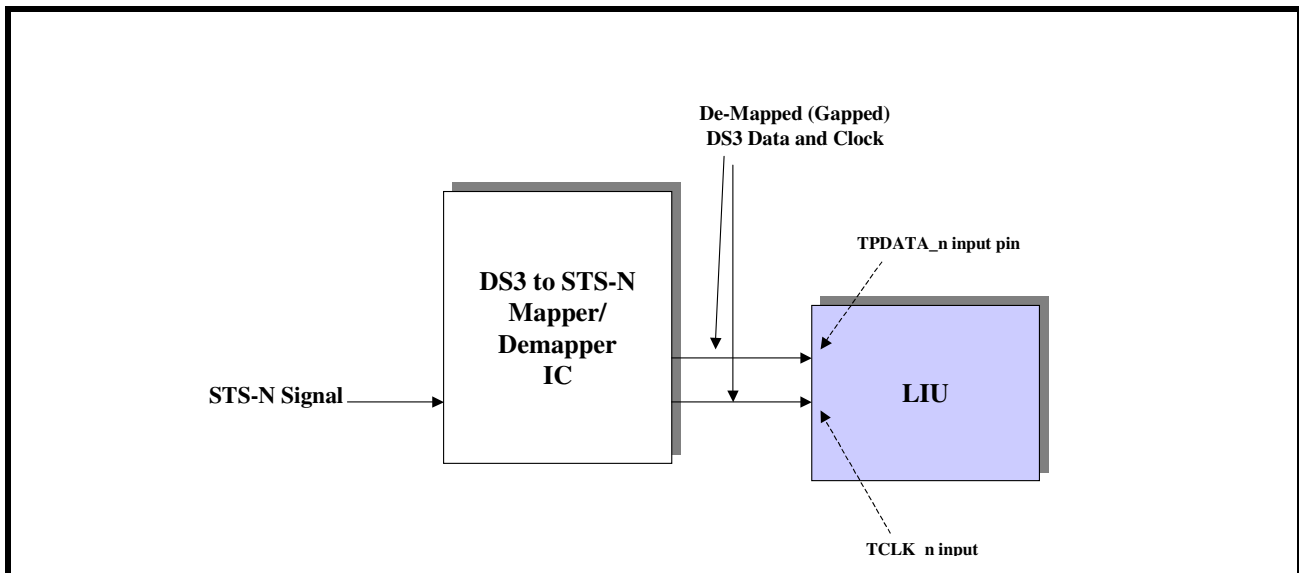 De-Mapped (Gapped)
DS3 Data and Clock
TPDATA_n input pin
DS3 to STS-N
Mapper/
Demapper
IC
STS-N Signal
LIU
TCLK_n input